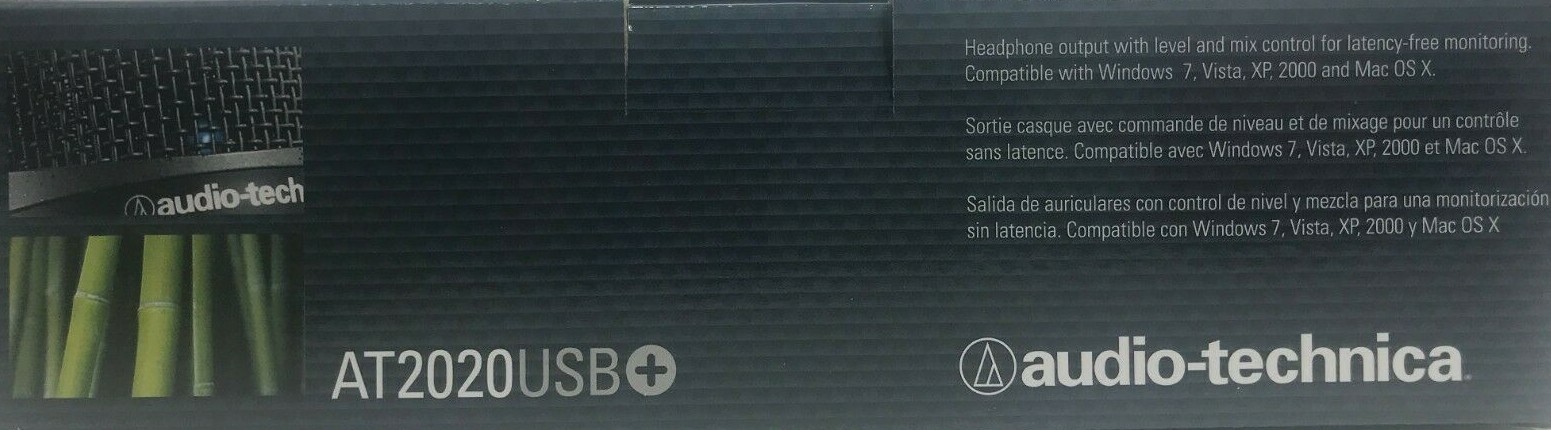 audio-tech
AT2020USB+
Headphone output with level and mix control for latency-free monitoring.
Compatible with Windows 7, Vista, XP, 2000 and Mac OS X.
Sortie casque avec commande de niveau et de mixage pour un contrôle
sans latence. Compatible avec Windows 7, Vista, XP, 2000 et Mac OS X.
Salida de auriculares con control de nivel y mezcla para una monitorización
sin latencia. Compatible con Windows 7, Vista, XP, 2000 y Mac OS X
audio-technica